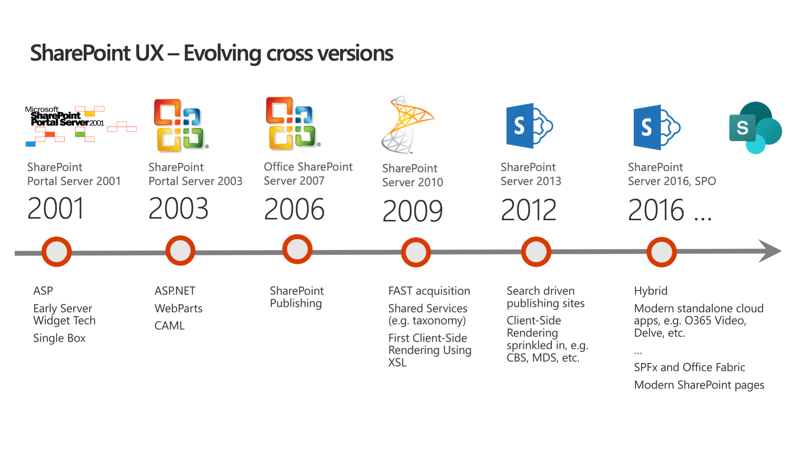 SharePoint UX – Evolving cross versions
Microsoft
SharePoint
Portal Server2001
SharePoint
Portal Server 2001
2001
ASP
Early Server
Widget Tech
Single Box
SharePoint
Portal Server 2003
2003
ASP.NET
WebParts
CAML
Office SharePoint
Server 2007
2006
SharePoint
Publishing
SharePoint
Server 2010
2009
FAST acquisition
Shared Services
(e.g. taxonomy)
First Client-Side
Rendering Using
XSL
S
SharePoint
Server 2013
2012
Search driven
publishing sites
Client-Side
Rendering
sprinkled in, e.g.
CBS, MDS, etc.
S
S
SharePoint
Server 2016, SPO
2016 ...
Hybrid
Modern standalone cloud
apps, e.g. O365 Video,
Delve, etc.
...
SPFx and Office Fabric
Modern SharePoint pages